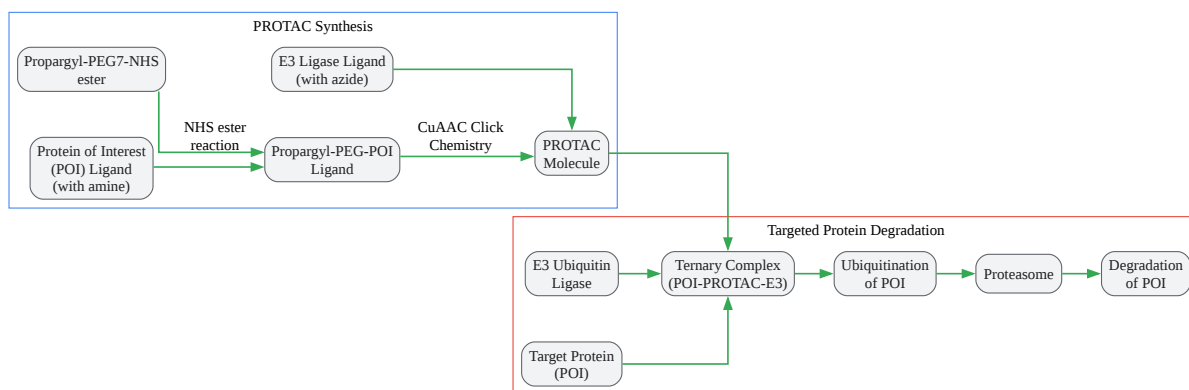 PROTAC Synthesis
Propargyl-PEG7-NHS
ester
E3 Ligase Ligand
(with azide)
NHS ester
reaction
CuAAC Click
Chemistry
Protein of Interest
(POI) Ligand
(with amine)
Propargyl-PEG-POI
Ligand
PROTAC
Molecule
Targeted Protein Degradation
E3 Ubiquitin
Ligase
Ternary Complex
(POI-PROTAC-E3)
Ubiquitination
of POI
Proteasome
Degradation
of POI
Target Protein
(POI)